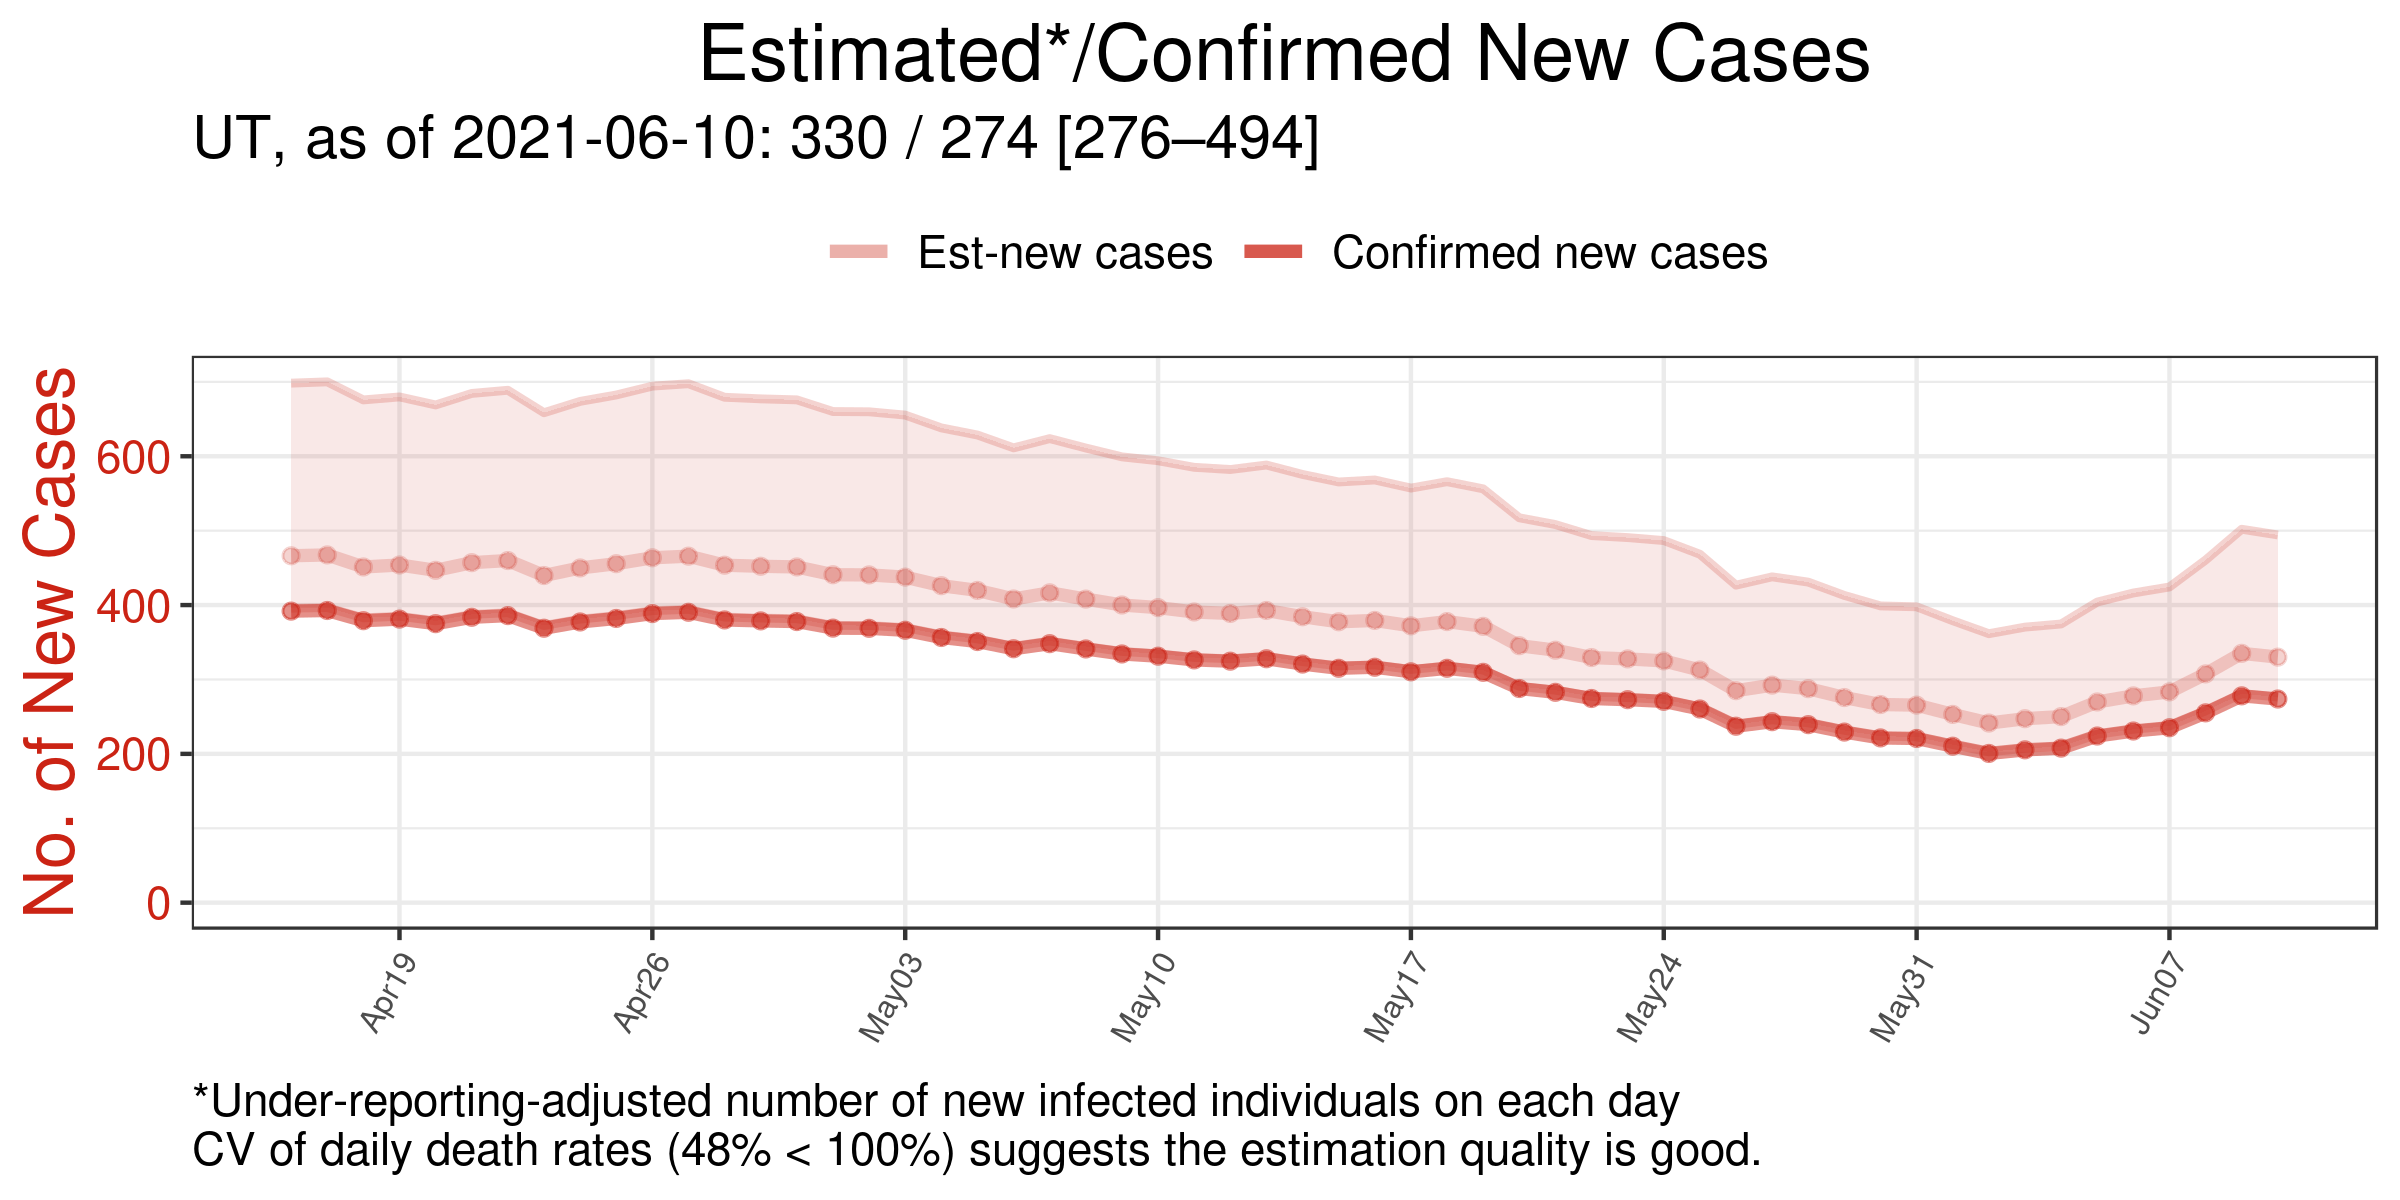 Estimated*/Confirmed New Cases
UT, as of 2021-06-10: 330 / 274 [276–494]
Est-new cases
Confirmed new cases
No. of New Cases
600
400
200
0
Apr19
Apr26
May03
May10
May17
May24
May31
Jun07
*Under-reporting-adjusted number of new infected individuals on each day
CV of daily death rates (48% < 100%) suggests the estimation quality is good.